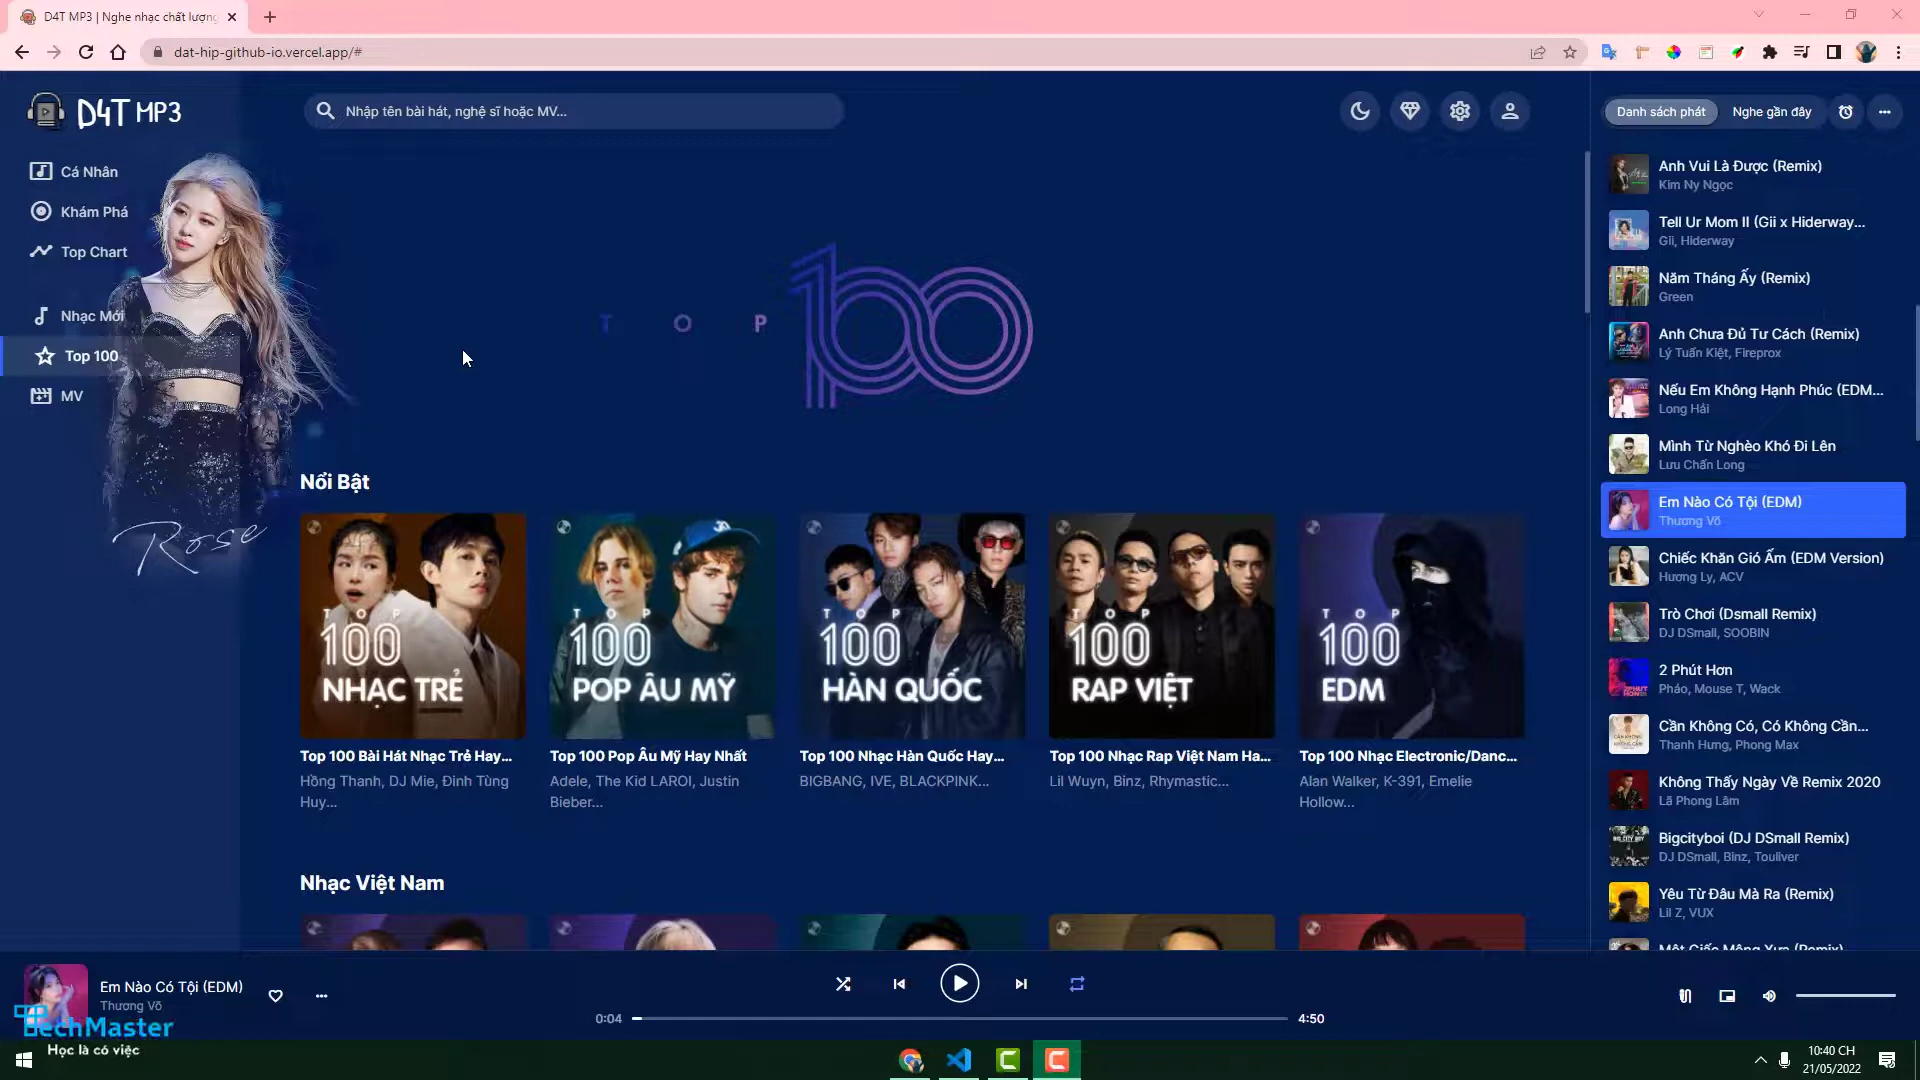 D4T MP3 | Nghe nhạc chất lượng
dat-hip-github-io.vercel.app/#
D4T MP3
Nhập tên bài hát, nghệ sĩ hoặc MV...
Cá Nhân
Khám Phá
Top Chart
Nhạc Mới
Top 100
MV
Rose
TOP 100
Nổi Bật
TOP
100
NHẠC TRẺ
TOP
100
POP ÂU MỸ
TOP
100
HÀN QUỐC
TOP
100
RAP VIỆT
TOP
100
EDM
Top 100 Bài Hát Nhạc Trẻ Hay...
Hồng Thanh, DJ Mie, Đinh Tùng
Huy...
Top 100 Pop Âu Mỹ Hay Nhất
Adele, The Kid LAROI, Justin
Bieber...
Top 100 Nhạc Hàn Quốc Hay...
BIGBANG, IVE, BLACKPINK...
Top 100 Nhạc Rap Việt Nam Ha...
Lil Wuyn, Binz, Rhymastic...
Top 100 Nhạc Electronic/Danc...
Alan Walker, K-391, Emelie
Hollow...
Nhạc Việt Nam
Danh sách phát
Nghe gần đây
Anh Vui Là Được (Remix)
Kim Ny Ngọc
Tell Ur Mom II (Gii x Hiderway...
Gii, Hiderway
Năm Tháng Ấy (Remix)
Green
Anh Chưa Đủ Tư Cách (Remix)
Lý Tuấn Kiệt, Fireprox
Nếu Em Không Hạnh Phúc (EDM...
Long Hải
Mình Từ Nghèo Khó Đi Lên
Lưu Chấn Long
Em Nào Có Tội (EDM)
Thương Võ
Chiếc Khăn Gió Ấm (EDM Version)
Hương Ly, ACV
Trò Chơi (Dsmall Remix)
DJ DSmall, SOOBIN
2 Phút Hơn
Pháo, Mouse T, Wack
Cần Không Có, Có Không Cần...
Thanh Hưng, Phong Max
Không Thấy Ngày Về Remix 2020
Lã Phong Lâm
Bigcityboi (DJ DSmall Remix)
DJ DSmall, Binz, Touliver
Yêu Từ Đâu Mà Ra (Remix)
Lil Z, VUX
Một Giấc Mộng Xưa (Remix)
Em Nào Có Tội (EDM)
Thương Võ
0:04
4:50
TechMaster
Học là có việc
10:40 CH
21/05/2022